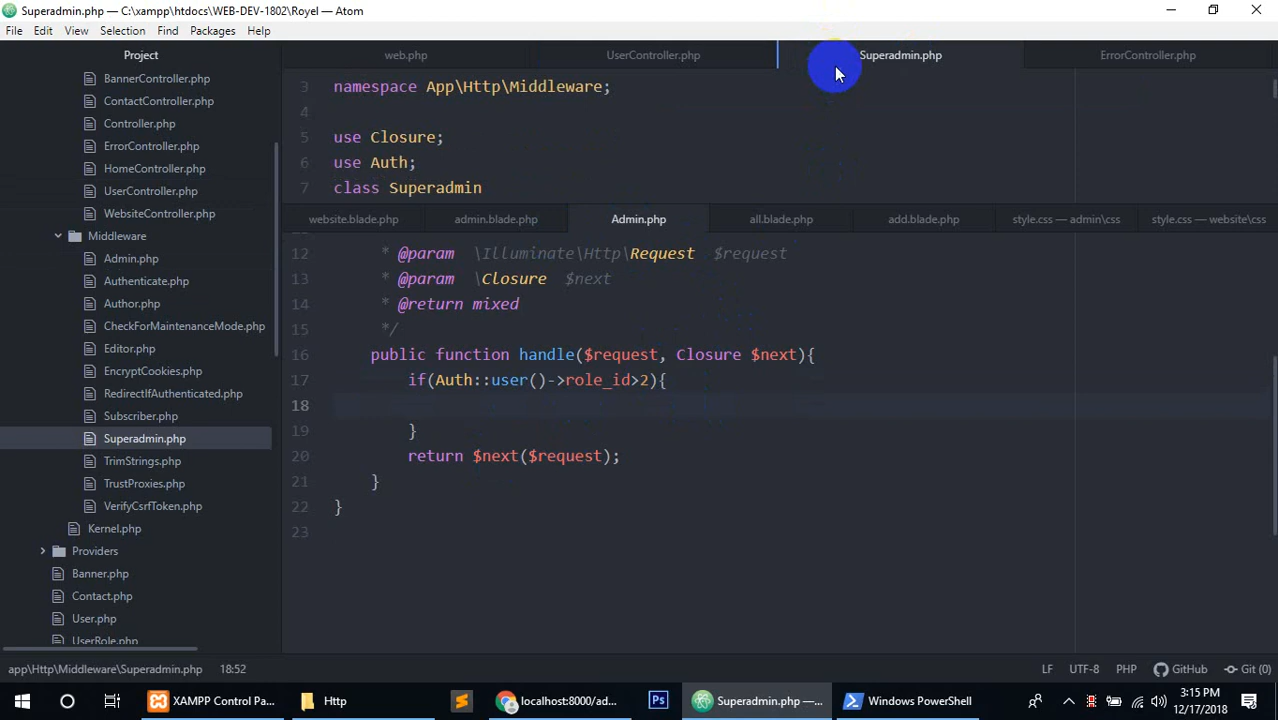 Superadmin.php — C:\xampp\htdocs\WEB-DEV-1802\Royel — Atom
File Edit View Selection Find Packages Help
Project
BannerController.php
ContactController.php
Controller.php
ErrorController.php
HomeController.php
UserController.php
WebsiteController.php
Middleware
Admin.php
Authenticate.php
Author.php
CheckForMaintenanceMode.php
Editor.php
EncryptCookies.php
RedirectIfAuthenticated.php
Subscriber.php
Superadmin.php
TrimStrings.php
TrustProxies.php
VerifyCsrfToken.php
Kernel.php
Providers
Banner.php
Contact.php
User.php
UserRole.php
web.php UserController.php Superadmin.php ErrorController.php
3 namespace App\Http\Middleware;
4
5 use Closure;
6 use Auth;
7 class Superadmin
website.blade.php admin.blade.php Admin.php all.blade.php add.blade.php style.css — admin\css style.css — website\css
12 * @param \Illuminate\Http\Request $request
13 * @param \Closure $next
14 * @return mixed
15 */
16 public function handle($request, Closure $next){
17 if(Auth::user()->role_id>2){
18
19 }
20 return $next($request);
21 }
22 }
23
app\Http\Middleware\Superadmin.php 18:52 LF UTF-8 PHP GitHub Git (0)
XAMPP Control Pa... Http localhost:8000/ad... Ps Superadmin.php —... Windows PowerShell 3:15 PM
12/17/2018